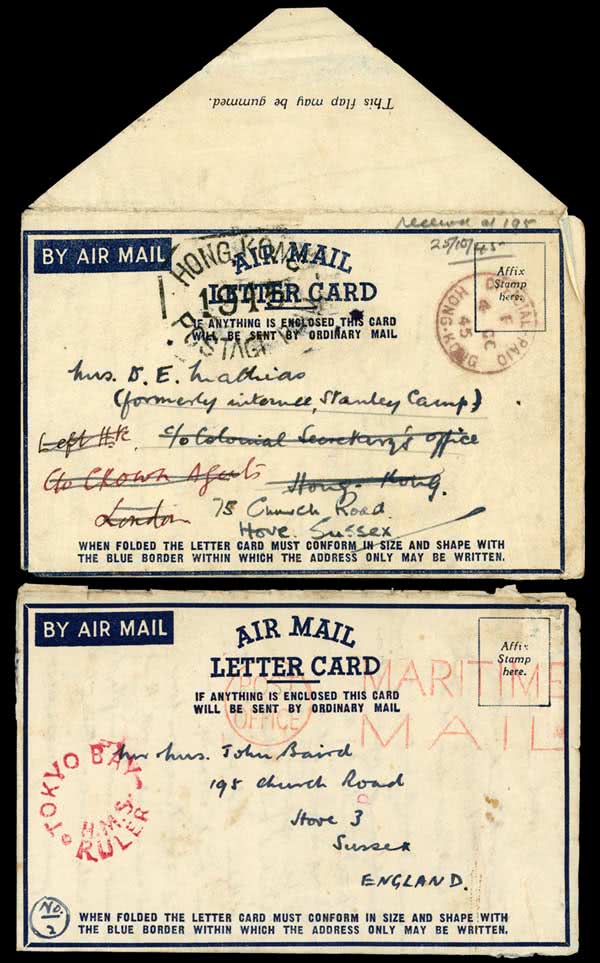 This flap may be gummed.
received at 195
25/10/45
BY AIR MAIL
AIR MAIL
LETTER CARD
IF ANYTHING IS ENCLOSED THIS CARD
WILL BE SENT BY ORDINARY MAIL
Affix
Stamp
here.
HONG KONG
1945
POSTAGE
OFFICIAL PAID
HONG KONG
45
Mrs. D. E. Mathias
(formerly internee, Stanley Camp)
Left H.K. c/o Colonial Secretary's Office
c/o Crown Agents Hong-Kong.
London 75 Church Road.
Hove. Sussex
WHEN FOLDED THE LETTER CARD MUST CONFORM IN SIZE AND SHAPE WITH
THE BLUE BORDER WITHIN WHICH THE ADDRESS ONLY MAY BE WRITTEN.
BY AIR MAIL
AIR MAIL
LETTER CARD
IF ANYTHING IS ENCLOSED THIS CARD
WILL BE SENT BY ORDINARY MAIL
Affix
Stamp
here.
POST
OFFICE
MARITIME
MAIL
TOKYO BAY
H.M.S.
RULER
Mrs. John Baird
195 Church Road
Hove 3
Sussex
ENGLAND.
No.
2
WHEN FOLDED THE LETTER CARD MUST CONFORM IN SIZE AND SHAPE WITH
THE BLUE BORDER WITHIN WHICH THE ADDRESS ONLY MAY BE WRITTEN.